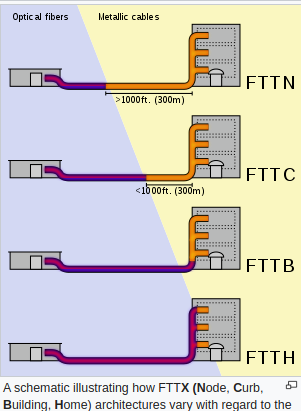 Optical fibers Metallic cables
FTTN
>1000ft. (300m)
FTTC
<1000ft. (300m)
FTTB
FTTH
A schematic illustrating how FTTX (Node, Curb,
Building, Home) architectures vary with regard to the